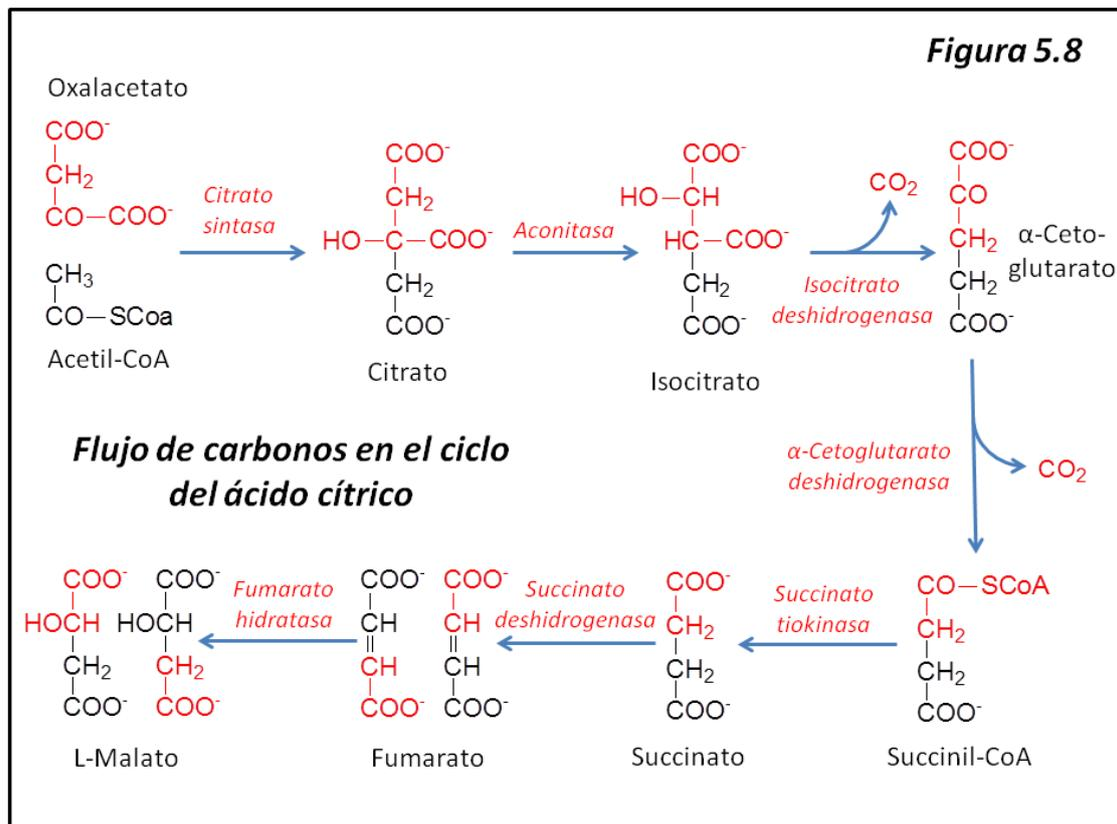 Figura 5.8
Oxalacetato
COO-
CH2
CO—COO-
CH3
CO—SCoa
Acetil-CoA
Citrato
sintasa
COO-
CH2
HO—C—COO-
CH2
COO-
Citrato
Aconitasa
COO-
HO—CH
HC—COO-
CH2
COO-
Isocitrato
CO2
Isocitrato
deshidrogenasa
COO-
CO
CH2
CH2
COO-
α-Ceto-
glutarato
Flujo de carbonos en el ciclo
del ácido cítrico
α-Cetoglutarato
deshidrogenasa
CO2
CO—SCoA
CH2
CH2
COO-
Succinil-CoA
Succinato
tiokinasa
COO-
CH2
CH2
COO-
Succinato
Succinato
deshidrogenasa
COO-
CH
CH
COO-
COO-
CH
CH
COO-
Fumarato
Fumarato
hidratasa
COO-
HOCH
CH2
COO-
COO-
HOCH
CH2
COO-
L-Malato